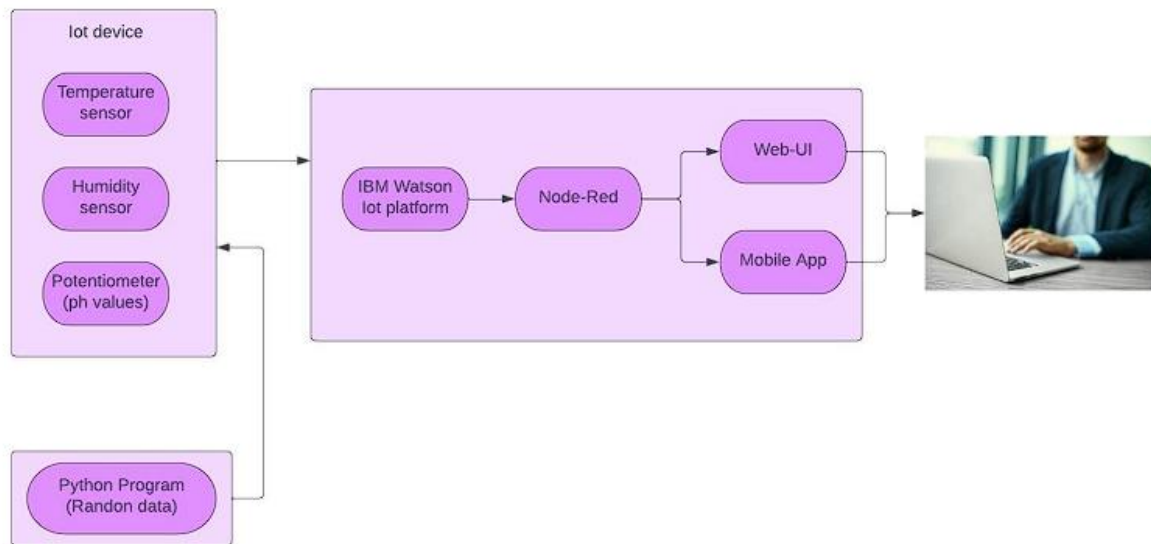 Iot device
Temperature
sensor
Humidity
sensor
Potentiometer
(ph values)
IBM Watson
Iot platform
Node-Red
Web-UI
Mobile App
Python Program
(Randon data)